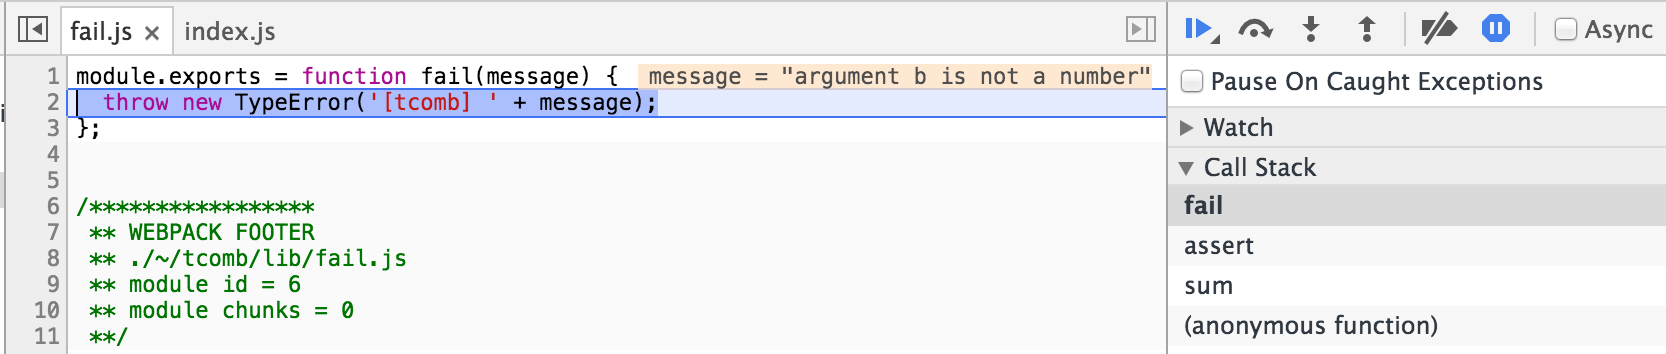 fail.js × index.js
1 module.exports = function fail(message) { message = "argument b is not a number"
2 throw new TypeError('[tcomb] ' + message);
3 };
4
5
6 /*****************
7 ** WEBPACK FOOTER
8 ** ./~/tcomb/lib/fail.js
9 ** module id = 6
10 ** module chunks = 0
11 **/
Async
Pause On Caught Exceptions
Watch
Call Stack
fail
assert
sum
(anonymous function)